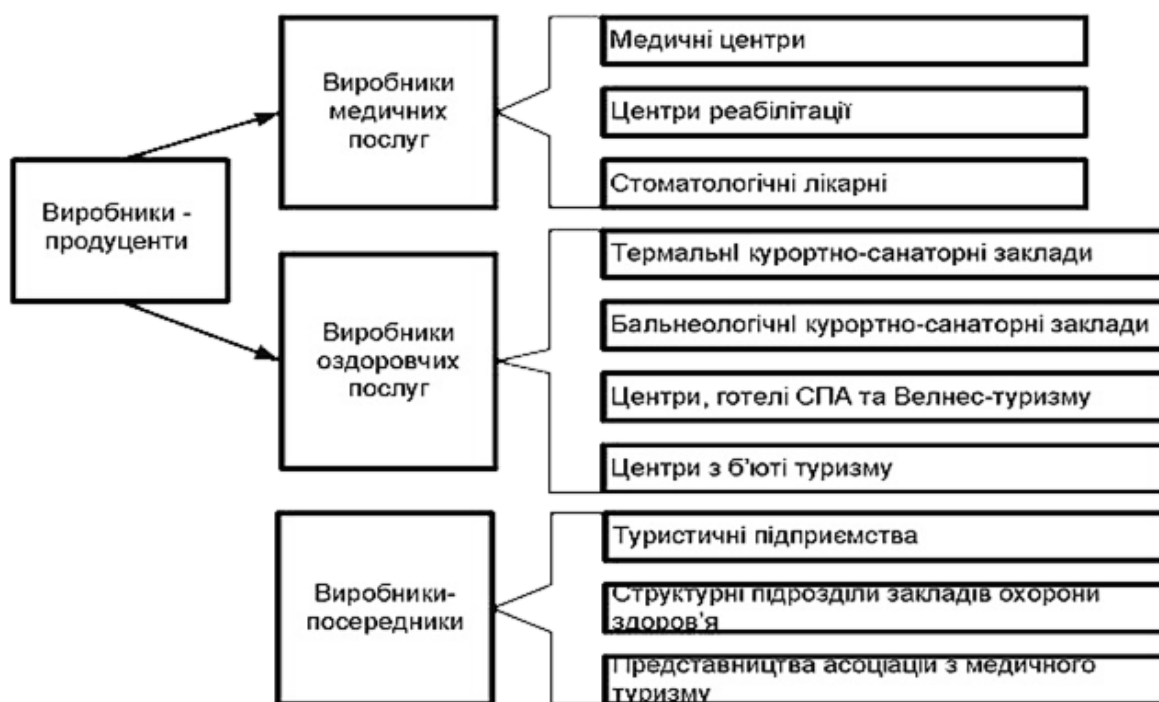 Виробники -
продуценти
Виробники
медичних
послуг
Медичні центри
Центри реабілітації
Стоматологічні лікарні
Виробники
оздоровчих
послуг
Термальні курортно-санаторні заклади
Бальнеологічні курортно-санаторні заклади
Центри, готелі СПА та Велнес-туризму
Центри з б'юті туризму
Виробники-
посередники
Туристичні підприємства
Структурні підрозділи закладів охорони
здоров'я
Представництва асоціацій з медичного
туризму